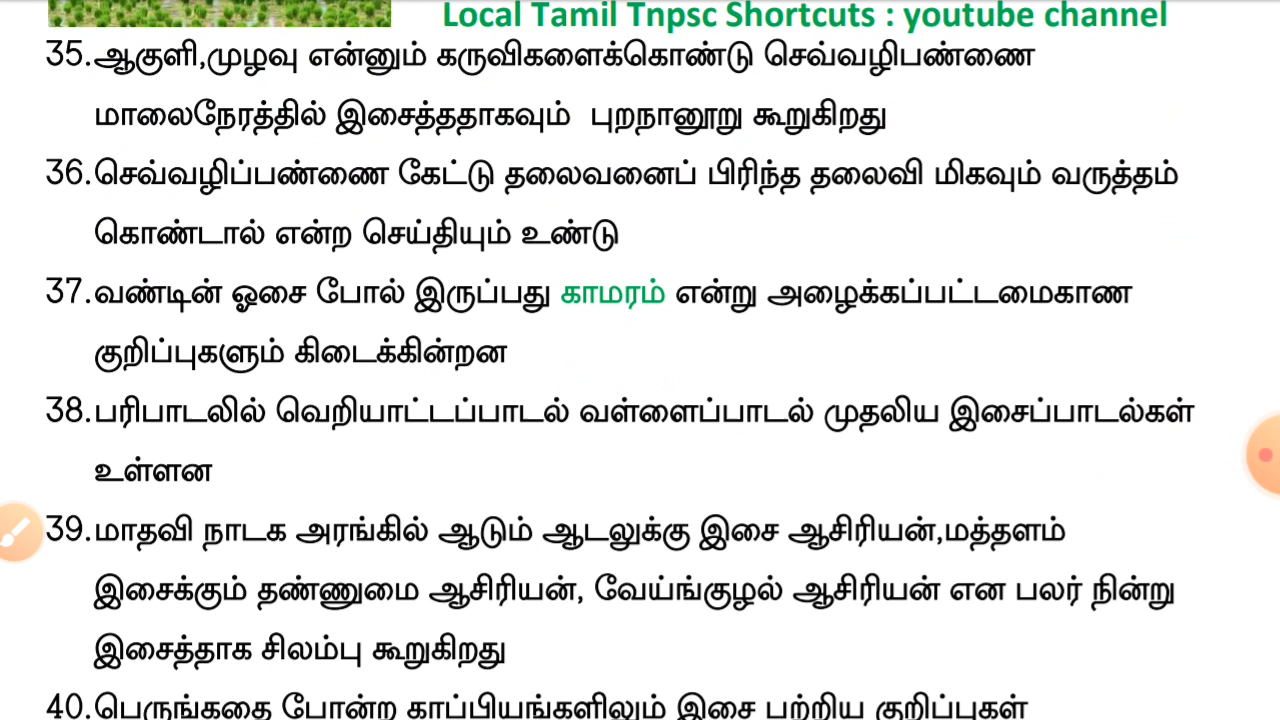 Local Tamil Tnpsc Shortcuts : youtube channel
35.ஆகுளி,முழவு என்னும் கருவிகளைக்கொண்டு செவ்வழிபண்ணை
மாலைநேரத்தில் இசைத்ததாகவும் புறநானூறு கூறுகிறது
36.செவ்வழிப்பண்ணை கேட்டு தலைவனைப் பிரிந்த தலைவி மிகவும் வருத்தம்
கொண்டால் என்ற செய்தியும் உண்டு
37.வண்டின் ஓசை போல் இருப்பது காமரம் என்று அழைக்கப்பட்டமைகாண
குறிப்புகளும் கிடைக்கின்றன
38.பரிபாடலில் வெறியாட்டப்பாடல் வள்ளைப்பாடல் முதலிய இசைப்பாடல்கள்
உள்ளன
39.மாதவி நாடக அரங்கில் ஆடும் ஆடலுக்கு இசை ஆசிரியன்,மத்தளம்
இசைக்கும் தண்ணுமை ஆசிரியன், வேய்ங்குழல் ஆசிரியன் என பலர் நின்று
இசைத்தாக சிலம்பு கூறுகிறது
40.பெருங்கதை போன்ற காப்பியங்களிலும் இசை பற்றிய குறிப்புகள்